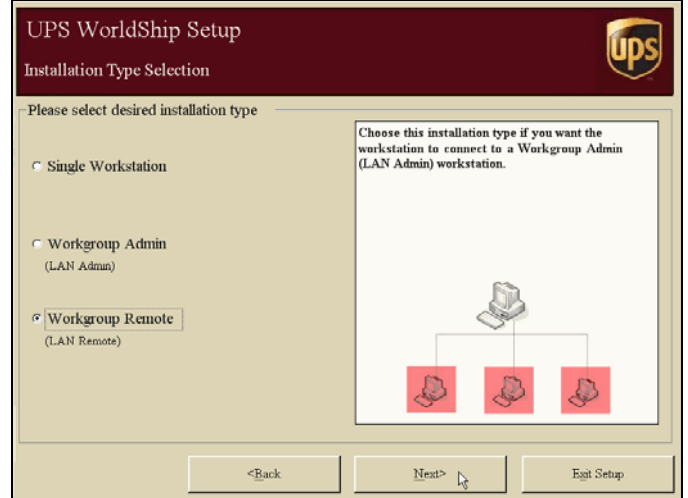 UPS WorldShip Setup
ups
Installation Type Selection
Please select desired installation type
Single Workstation
Workgroup Admin
(LAN Admin)
Workgroup Remote
(LAN Remote)
Choose this installation type if you want the
workstation to connect to a Workgroup Admin
(LAN Admin) workstation.
<Back
Next>
Exit Setup